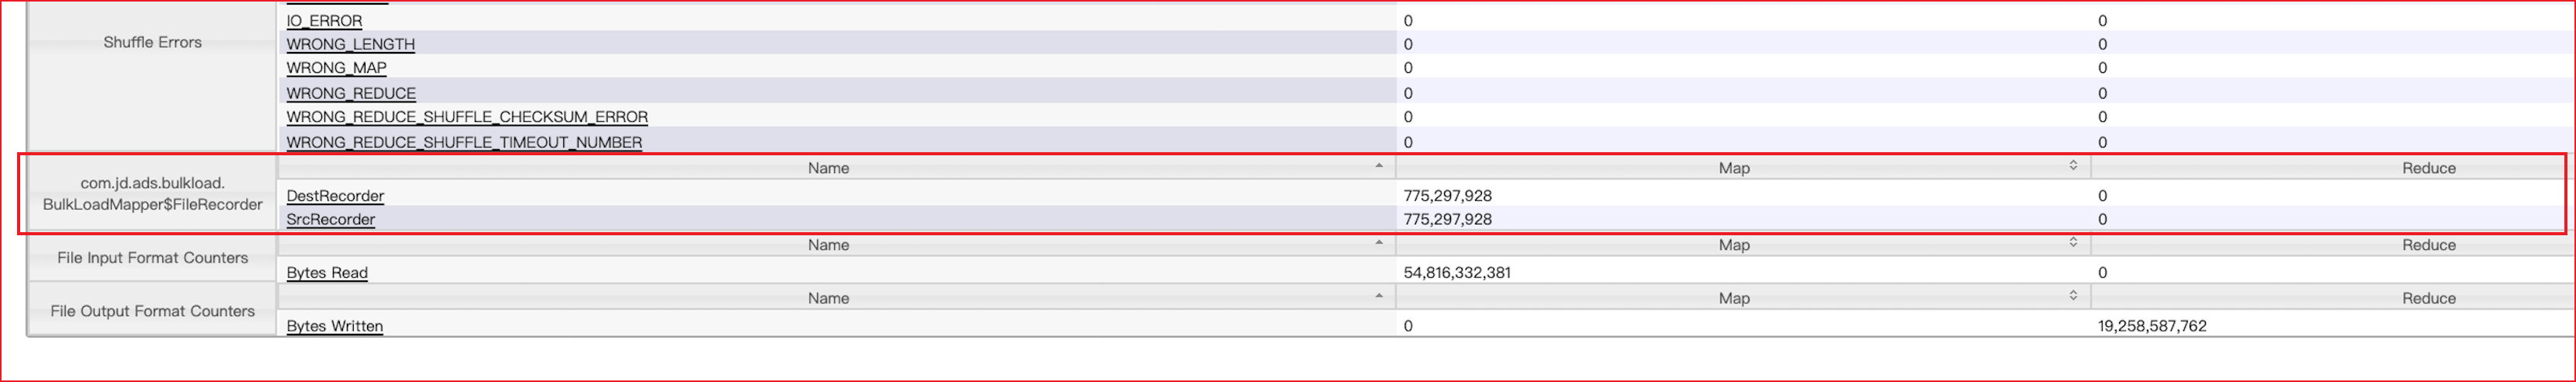 IO_ERROR 0 0
Shuffle Errors
WRONG_LENGTH 0 0
WRONG_MAP 0 0
WRONG_REDUCE 0 0
WRONG_REDUCE_SHUFFLE_CHECKSUM_ERROR 0 0
WRONG_REDUCE_SHUFFLE_TIMEOUT_NUMBER 0 0
Name Map Reduce
com.jd.ads.bulkload.
BulkLoadMapper$FileRecorder
DestRecorder 775,297,928 0
SrcRecorder 775,297,928 0
Name Map Reduce
File Input Format Counters
Bytes Read 54,816,332,381 0
Name Map Reduce
File Output Format Counters
Bytes Written 0 19,258,587,762